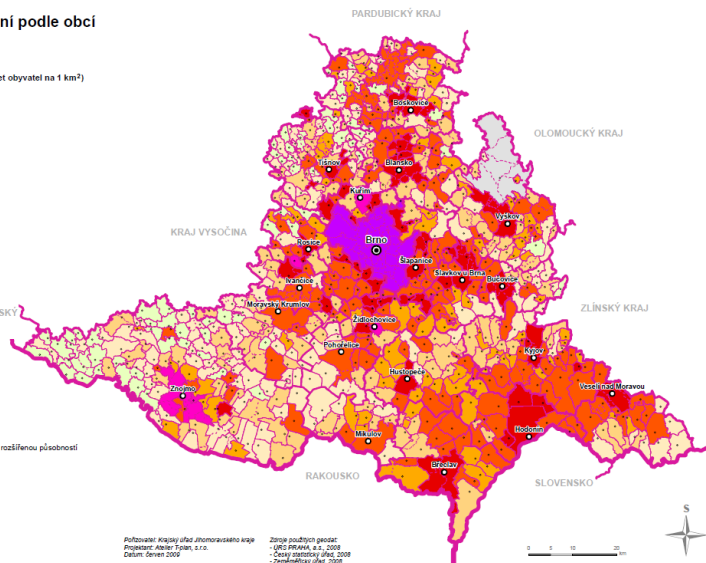 PARDUBICKÝ KRAJ
ní podle obcí
et obyvatel na 1 km²)
Boskovice
OLOMOUCKÝ KRAJ
Tišnov
Blansko
Kuřim
Vyškov
KRAJ VYSOČINA
Brno
Rosice
Šlapanice
Slavkov u Brna
Bučovice
Ivančice
Moravský Krumlov
ZLÍNSKÝ KRAJ
SKÝ
Židlochovice
Pohořelice
Kyjov
Hustopeče
Znojmo
Veselí nad Moravou
Hodonín
Mikulov
rozšířenou působností
Břeclav
RAKOUSKO
SLOVENSKO
S
Pořizovatel: Krajský úřad Jihomoravského kraje
Projektant: Atelier T-plan, s.r.o.
Datum: červen 2009
Zdroje použitých geodat:
- ÚRS PRAHA, a.s., 2008
- Český statistický úřad, 2008
- Zeměměřický úřad, 2008
0 5 10 20
km